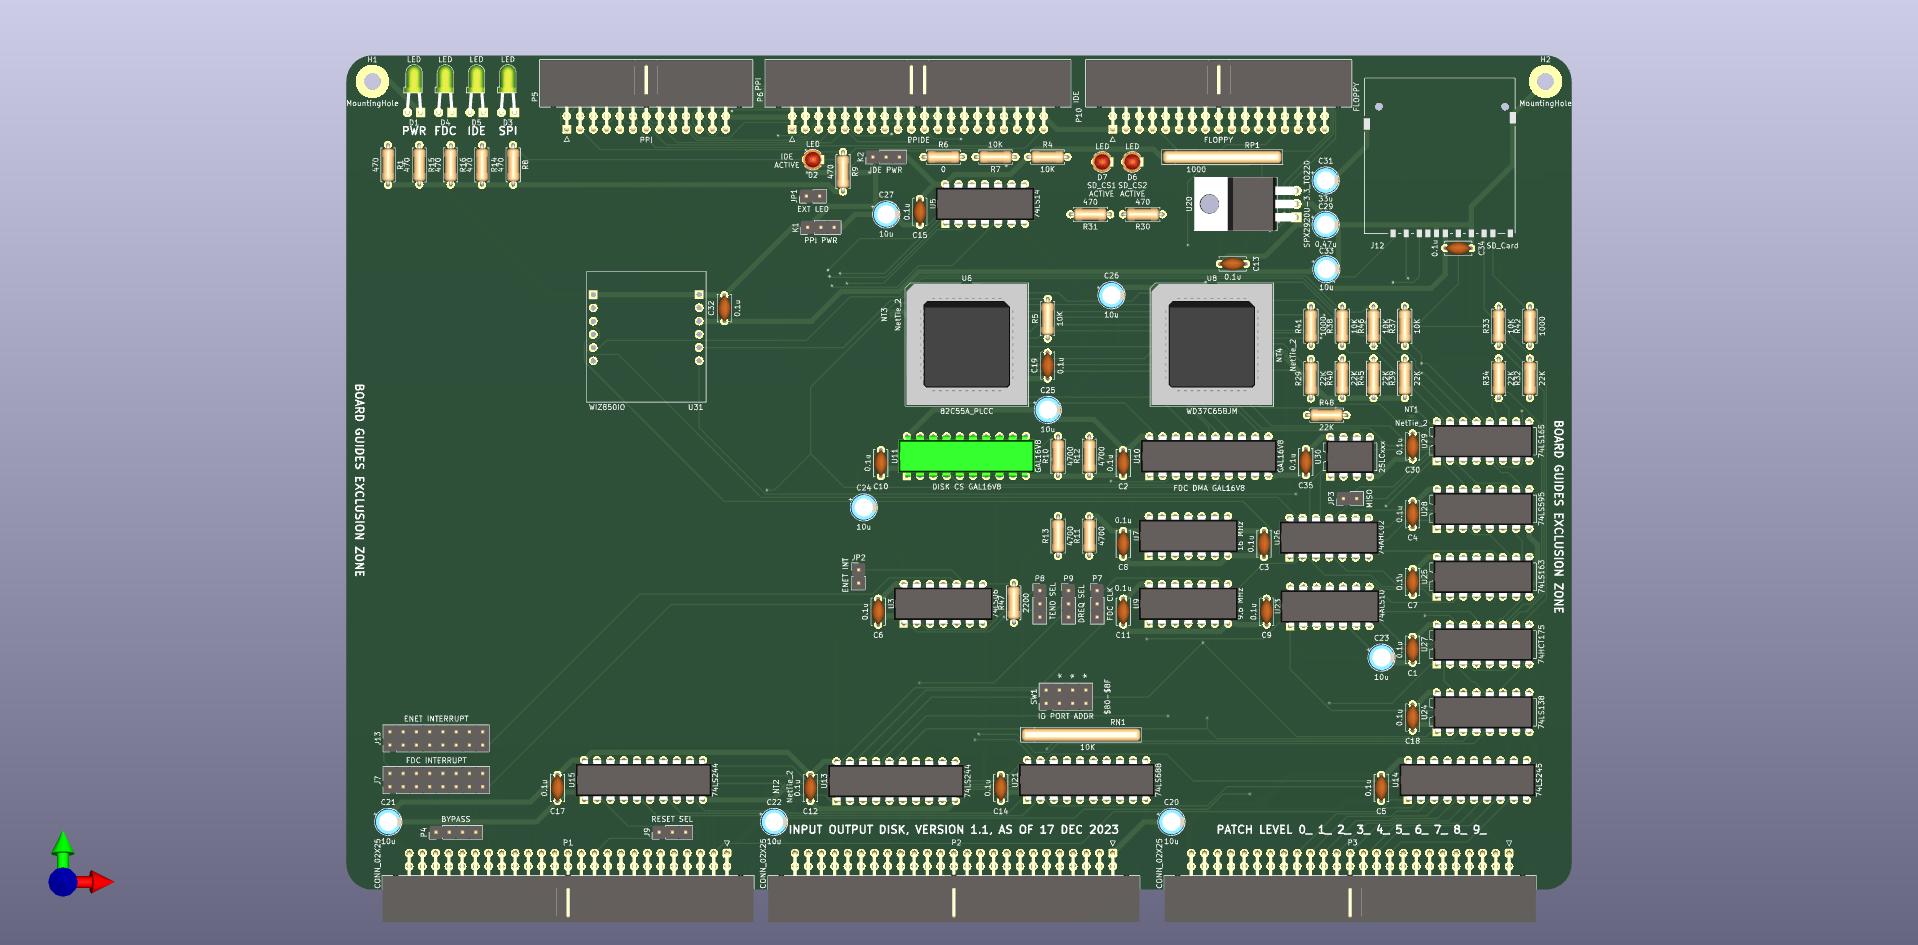 H1
MountingHole
LED
LED
LED
LED
D1
D4
D5
D3
PWR
FDC
IDE
SPI
470
R1
470
R15
470
R16
470
R14
470
R8
P5
PPI
P6
PPI
PPIDE
IDE
P10
FLOPPY
FLOPPY
H2
MountingHole
LED
IDE
ACTIVE
D2
470
R9
K2
IDE PWR
R6
0
10K
R7
R4
10K
LED
D7
SD_CS1
ACTIVE
LED
D6
SD_CS2
ACTIVE
RP1
1000
JP1
EXT LED
K1
PPI PWR
C27
10u
0.1u
C15
U5
74LS14
470
R31
470
R30
U20
SPX2920U-3.3_TO220
C31
33u
C29
0.47u
C33
10u
C13
0.1u
J12
SD_Card
0.1u
C34
WIZ850IO
U31
C32
0.1u
NT3
NetTie_2
U6
82C55A_PLCC
R5
10K
C19
0.1u
C25
10u
C26
10u
U8
WD37C65BJM
NT4
NetTie_2
R41
1000
R38
10K
R46
10K
R37
10K
R33
10K
R42
1000
R29
22K
R40
22K
R45
22K
R39
22K
R34
22K
R32
22K
R48
22K
NT1
NetTie_2
BOARD GUIDES EXCLUSION ZONE
BOARD GUIDES EXCLUSION ZONE
0.1u
C10
U11
GAL16V8
DISK CS GAL16V8
R10
4700
R12
4700
0.1u
C2
U10
GAL16V8
FDC DMA GAL16V8
0.1u
C35
U30
25LCxxx
JP3
MISO
0.1u
C30
U29
74LS165
C24
10u
R13
4700
R11
4700
0.1u
C8
U7
16 MHz
0.1u
C3
U26
74AHC02
0.1u
C4
U28
74LS595
JP2
ENET INT
0.1u
C6
U3
74LS06
R47
2200
P8
TEND SEL
P9
DREQ SEL
P7
FDC CLK
0.1u
C11
U9
9.6 MHz
0.1u
C9
U23
74ALS10
0.1u
C7
U25
74LS163
C23
10u
0.1u
C1
U27
74HCT175
SW1
* * *
$80-$8F
IO PORT ADDR
RN1
10K
0.1u
C18
U24
74LS138
ENET INTERRUPT
J13
FDC INTERRUPT
J7
0.1u
C17
U15
74LS244
NT2
NetTie_2
0.1u
C12
U13
74LS244
0.1u
C14
U21
74LS688
0.1u
C5
U14
74LS245
C21
10u
BYPASS
P4
RESET SEL
J9
C22
10u
INPUT OUTPUT DISK, VERSION 1.1, AS OF 17 DEC 2023
C20
10u
PATCH LEVEL 0_ 1_ 2_ 3_ 4_ 5_ 6_ 7_ 8_ 9_
CONN_02X25
P1
CONN_02X25
P2
CONN_02X25
P3